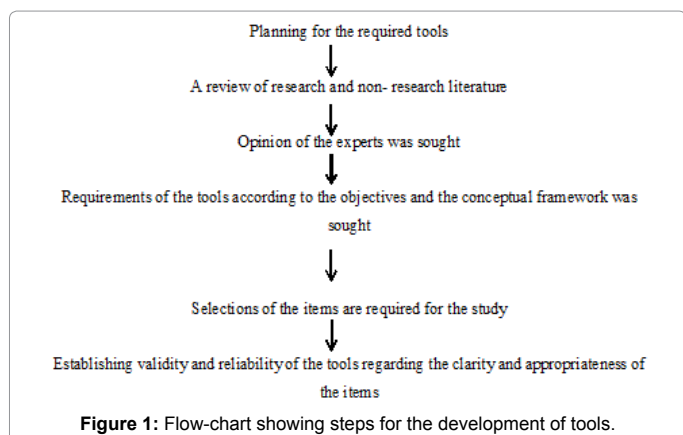 Planning for the required tools
A review of research and non- research literature
Opinion of the experts was sought
Requirements of the tools according to the objectives and the conceptual framework was
sought
Selections of the items are required for the study
Establishing validity and reliability of the tools regarding the clarity and appropriateness of
the items
Figure 1: Flow-chart showing steps for the development of tools.